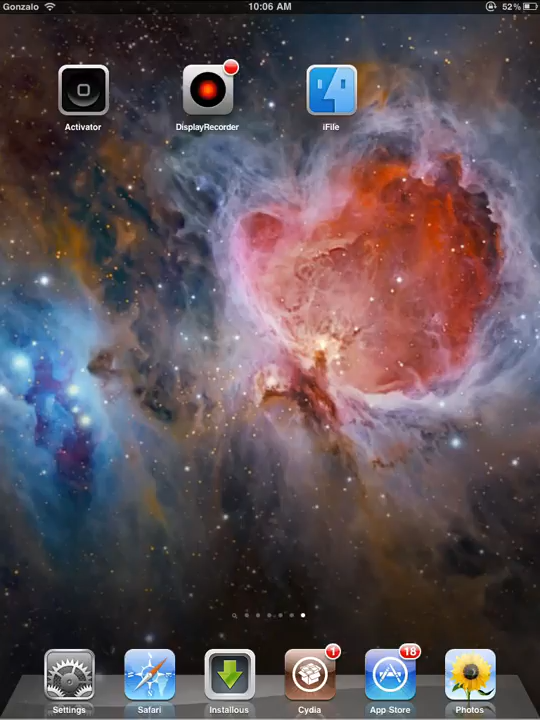 Gonzalo 10:06 AM 52%
Activator DisplayRecorder iFile
1 18
Settings Safari Installous Cydia App Store Photos